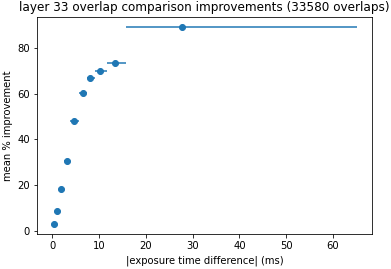 layer 33 overlap comparison improvements (33580 overlaps)
mean % improvement
80
60
40
20
0
0 10 20 30 40 50 60
|exposure time difference| (ms)